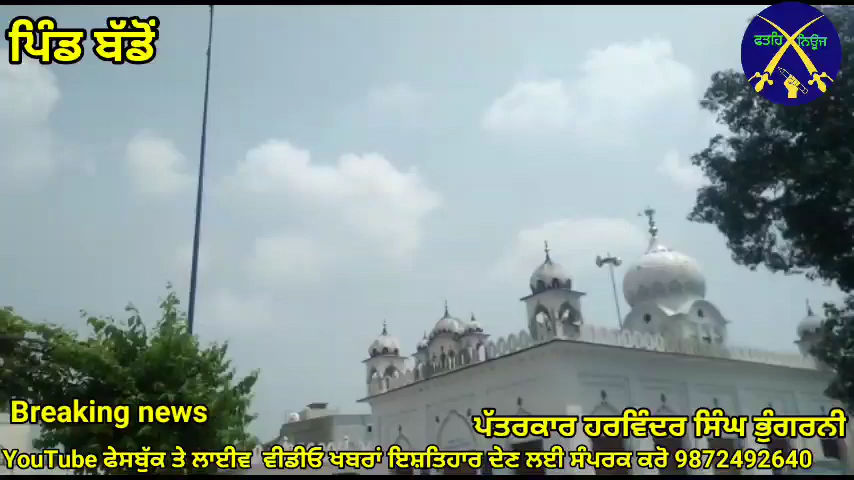 ਪਿੰਡ ਬੱਡੋਂ
ਫਤਹਿ ਨਿਊਜ
Breaking news
ਪੱਤਰਕਾਰ ਹਰਵਿੰਦਰ ਸਿੰਘ ਭੁੰਗਰਨੀ
YouTube ਫੇਸਬੁੱਕ ਤੇ ਲਾਈਵ ਵੀਡੀਓ ਖਬਰਾਂ ਇਸ਼ਤਿਹਾਰ ਦੇਣ ਲਈ ਸੰਪਰਕ ਕਰੋ 9872492640